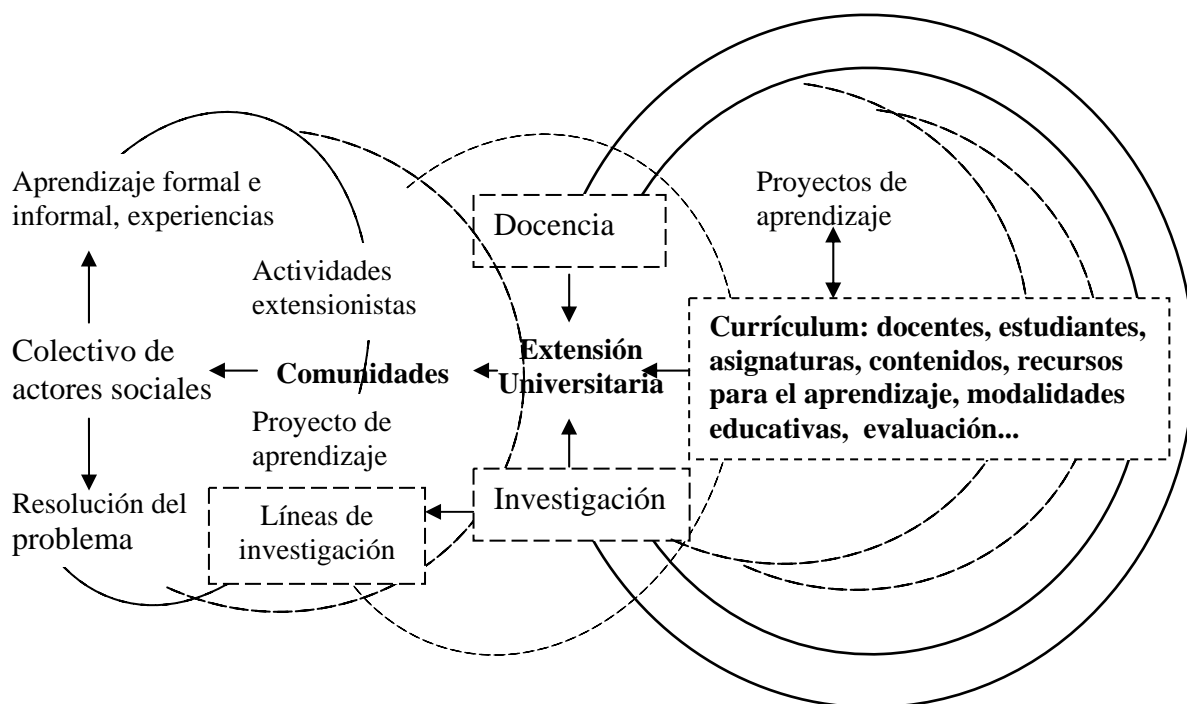 Aprendizaje formal e
informal, experiencias
Colectivo de
actores sociales
Resolución del
problema
Actividades
extensionistas
Comunidades
Proyecto de
aprendizaje
Líneas de
investigación
Docencia
Extensión
Universitaria
Investigación
Proyectos de
aprendizaje
Currículum: docentes, estudiantes,
asignaturas, contenidos, recursos
para el aprendizaje, modalidades
educativas, evaluación...